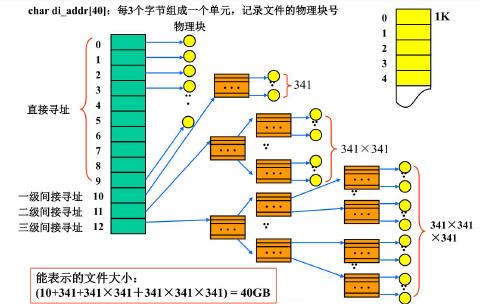 char di_addr[40]：每3个字节组成一个单元，记录文件的物理块号
物理块
0
1
2
3
4
5
6
7
8
9
10
11
12
直接寻址
一级间接寻址
二级间接寻址
三级间接寻址
341
341×341
341×341
×341
0
1
2
3
4
1K
能表示的文件大小：
(10+341+341×341＋341×341×341) = 40GB